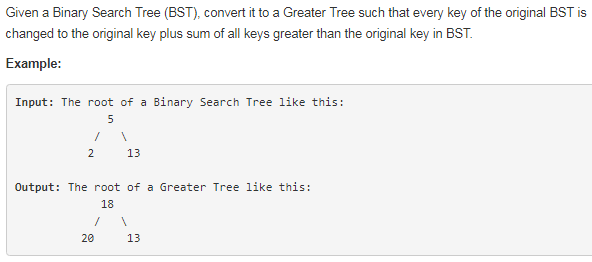 Given a Binary Search Tree (BST), convert it to a Greater Tree such that every key of the original BST is
changed to the original key plus sum of all keys greater than the original key in BST.
Example:
Input: The root of a Binary Search Tree like this:
5
/ \
2 13
Output: The root of a Greater Tree like this:
18
/ \
20 13